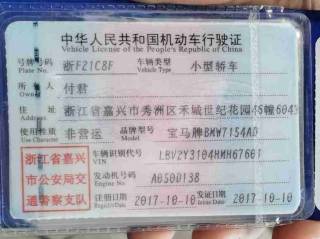 中华人民共和国机动车行驶证
Vehicle License of the People's Republic of China
号牌号码 浙F21C8F 车辆类型 小型轿车
Plate No. Vehicle Type
所有人 付君
Owner
住址 浙江省嘉兴市秀洲区禾城世纪花园45幢604
Address
使用性质 非营运 品牌型号 宝马牌BMW7154AD
Use Character Model
浙江省嘉兴市公安局交通警察支队
车辆识别代号 LBV2Y3104HMH67661
VIN
发动机号码 A0500138
Engine No.
注册日期 2017-10-10 发证日期 2017-10-10
Register Date Issue Date